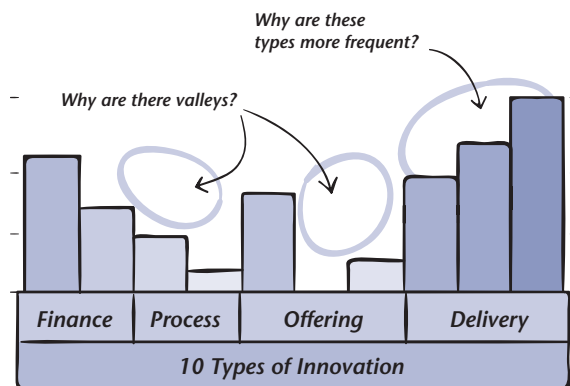 Why are these
types more frequent?
Why are there valleys?
Finance Process Offering Delivery
10 Types of Innovation